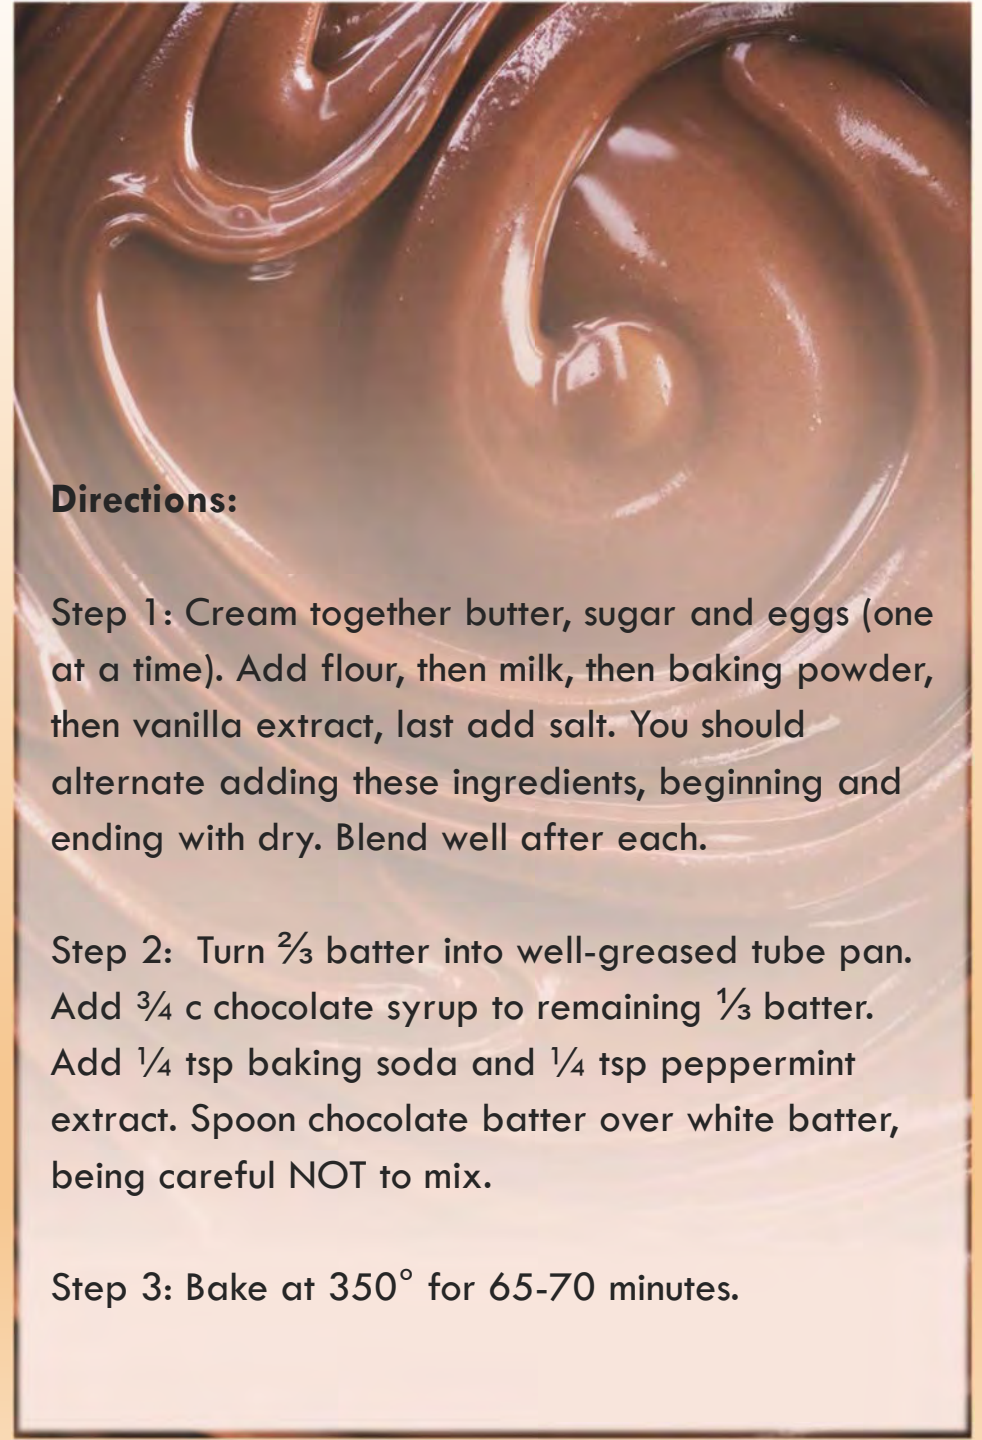 Directions:
Step 1: Cream together butter, sugar and eggs (one
at a time). Add flour, then milk, then baking powder,
then vanilla extract, last add salt. You should
alternate adding these ingredients, beginning and
ending with dry. Blend well after each.
Step 2:  Turn ⅔ batter into well-greased tube pan.
Add ¾ c chocolate syrup to remaining ⅓ batter.
Add ¼ tsp baking soda and ¼ tsp peppermint
extract. Spoon chocolate batter over white batter,
being careful NOT to mix.
Step 3: Bake at 350° for 65-70 minutes.